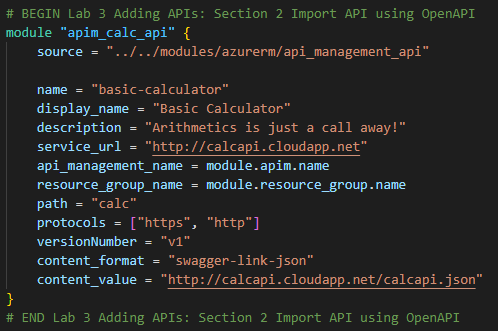 # BEGIN Lab 3 Adding APIs: Section 2 Import API using OpenAPI
module "apim_calc_api" {
    source = "../../modules/azurerm/api_management_api"

    name = "basic-calculator"
    display_name = "Basic Calculator"
    description = "Arithmetics is just a call away!"
    service_url = "http://calcapi.cloudapp.net"
    api_management_name = module.apim.name
    resource_group_name = module.resource_group.name
    path = "calc"
    protocols = ["https", "http"]
    versionNumber = "v1"
    content_format = "swagger-link-json"
    content_value = "http://calcapi.cloudapp.net/calcapi.json"
}
# END Lab 3 Adding APIs: Section 2 Import API using OpenAPI